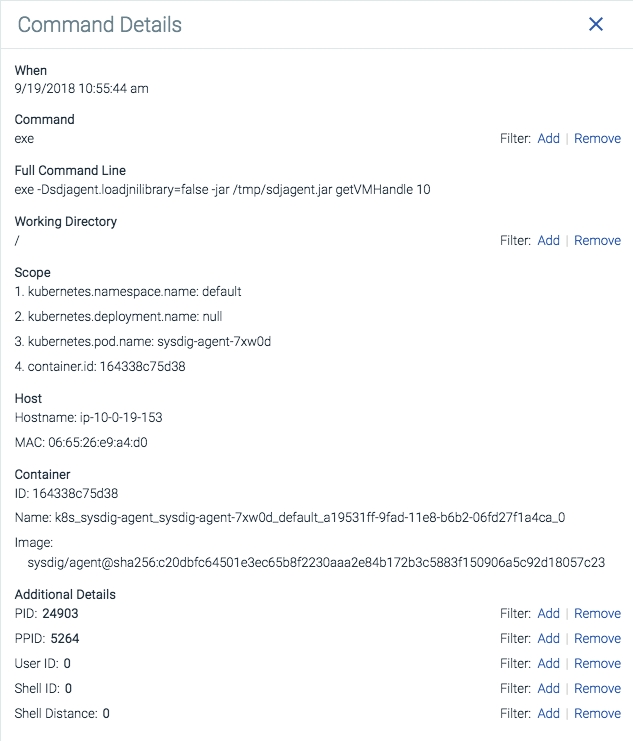 Command Details
When
9/19/2018 10:55:44 am
Command
exe Filter: Add | Remove
Full Command Line
exe -Dsdjagent.loadjnilibrary=false -jar /tmp/sdjagent.jar getVMHandle 10
Working Directory
/ Filter: Add | Remove
Scope
1. kubernetes.namespace.name: default
2. kubernetes.deployment.name: null
3. kubernetes.pod.name: sysdig-agent-7xw0d
4. container.id: 164338c75d38
Host
Hostname: ip-10-0-19-153
MAC: 06:65:26:e9:a4:d0
Container
ID: 164338c75d38
Name: k8s_sysdig-agent_sysdig-agent-7xw0d_default_a19531ff-9fad-11e8-b6b2-06fd27f1a4ca_0
Image:
sysdig/agent@sha256:c20dbfc64501e3ec65b8f2230aaa2e84b172b3c5883f150906a5c92d18057c23
Additional Details
PID: 24903 Filter: Add | Remove
PPID: 5264 Filter: Add | Remove
User ID: 0 Filter: Add | Remove
Shell ID: 0 Filter: Add | Remove
Shell Distance: 0 Filter: Add | Remove